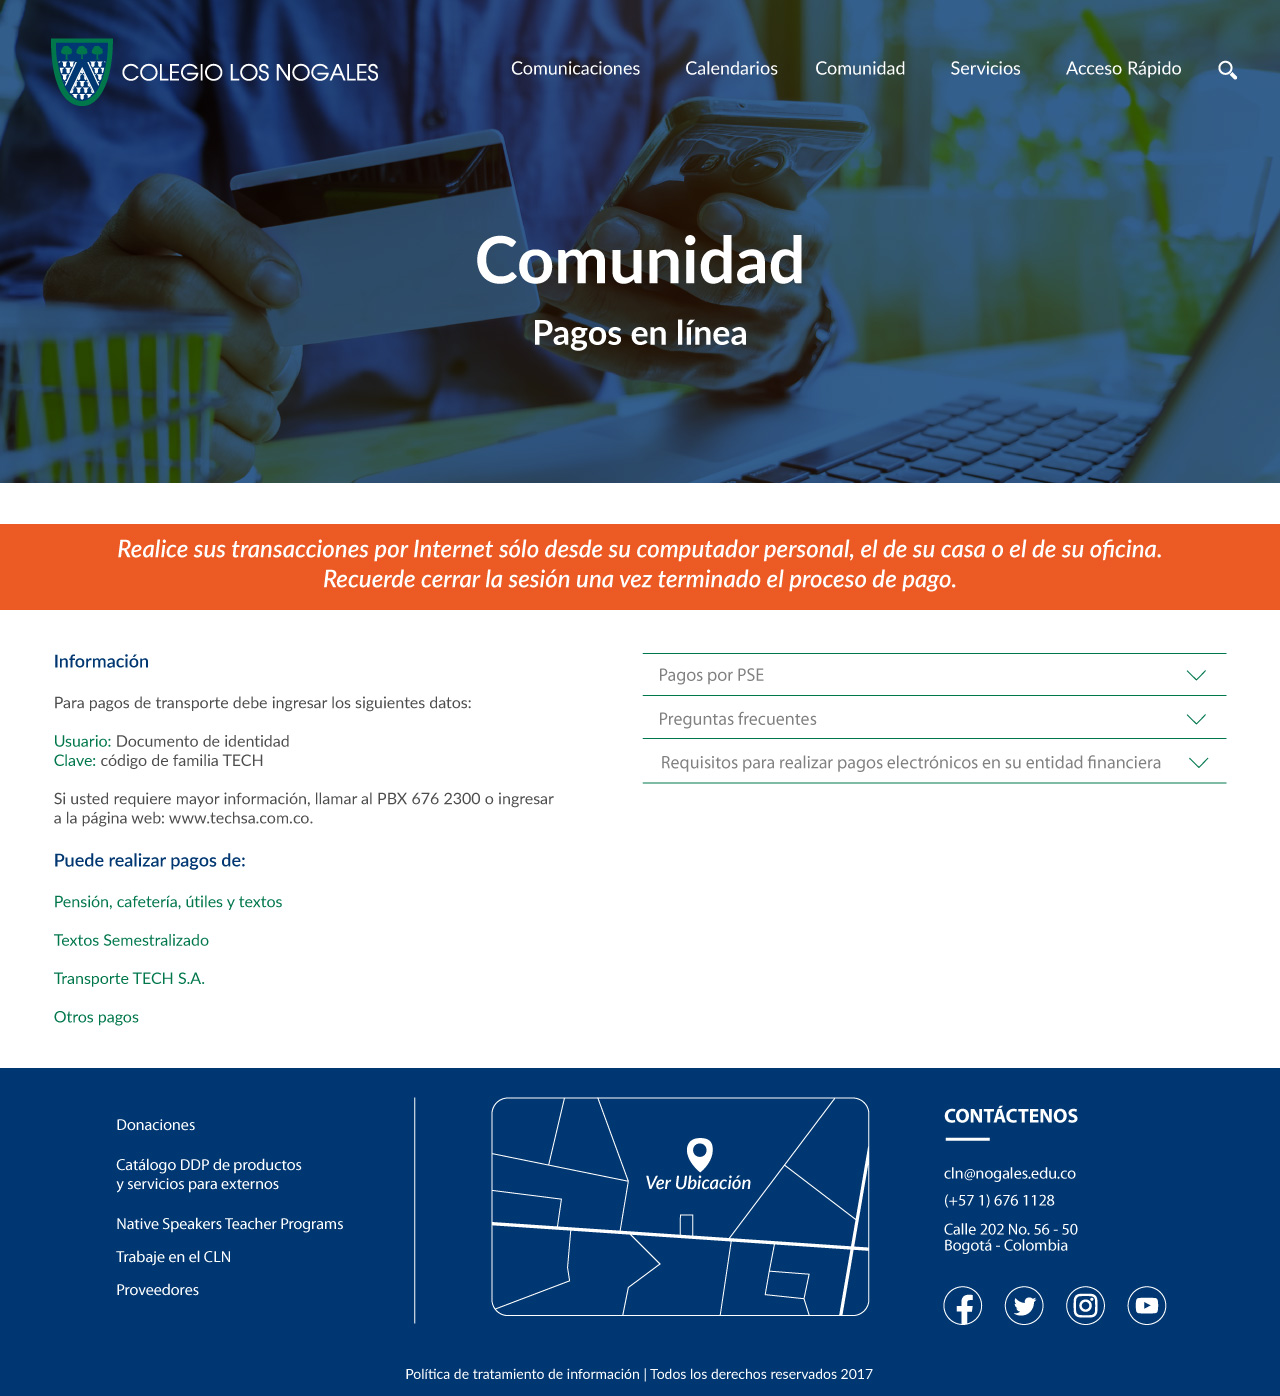 COLEGIO LOS NOGALES
Comunicaciones
Calendarios
Comunidad
Servicios
Acceso Rápido
Comunidad
Pagos en línea
Realice sus transacciones por Internet sólo desde su computador personal, el de su casa o el de su oficina.
Recuerde cerrar la sesión una vez terminado el proceso de pago.
Información
Para pagos de transporte debe ingresar los siguientes datos:
Usuario: Documento de identidad
Clave: código de familia TECH
Si usted requiere mayor información, llamar al PBX 676 2300 o ingresar
a la página web: www.techsa.com.co.
Puede realizar pagos de:
Pensión, cafetería, útiles y textos
Textos Semestralizado
Transporte TECH S.A.
Otros pagos
Pagos por PSE
Preguntas frecuentes
Requisitos para realizar pagos electrónicos en su entidad financiera
Donaciones
Catálogo DDP de productos
y servicios para externos
Native Speakers Teacher Programs
Trabaje en el CLN
Proveedores
Ver Ubicación
CONTÁCTENOS
cln@nogales.edu.co
(+57 1) 676 1128
Calle 202 No. 56 - 50
Bogotá - Colombia
Política de tratamiento de información | Todos los derechos reservados 2017